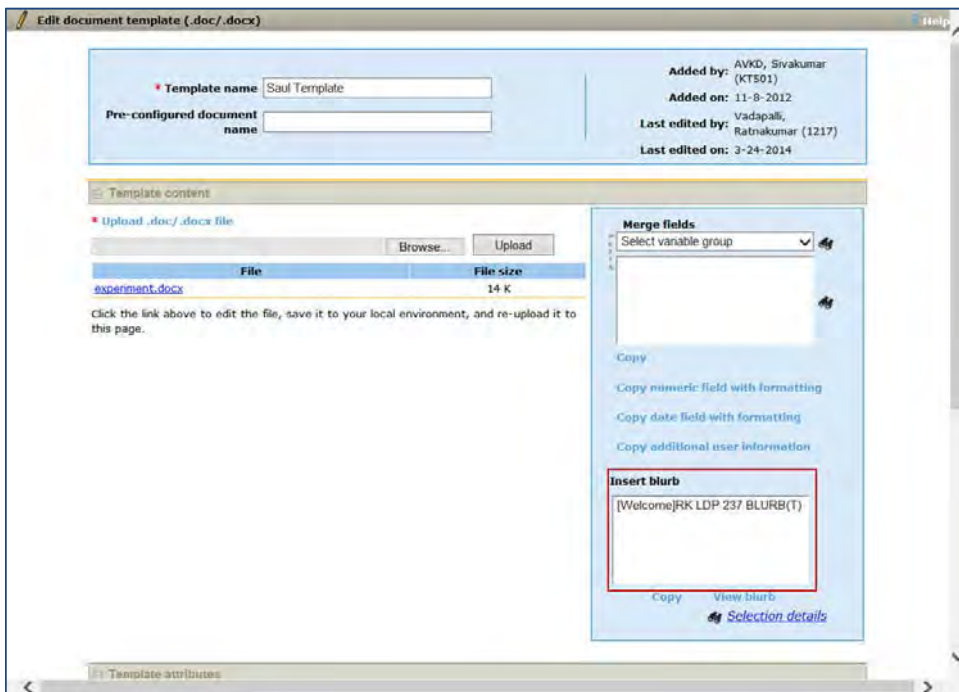 Edit document template (.doc/.docx)
Help
* Template name Saul Template
Pre-configured document
name
Added by: AVKD, Sivakumar
(KTS01)
Added on: 11-8-2012
Last edited by: Vadapalli,
Ratnakumar (1217)
Last edited on: 3-24-2014
Template content
* Upload .doc/.docx file
Browse... Upload
File File size
experiment.docx 14 K
Click the link above to edit the file, save it to your local environment, and re-upload it to
this page.
Merge fields
Select variable group
Copy
Copy numeric field with formatting
Copy date field with formatting
Copy additional user information
Insert blurb
[Welcome]RK LDP 237 BLURB(T)
Copy View blurb
Selection details
Template attributes